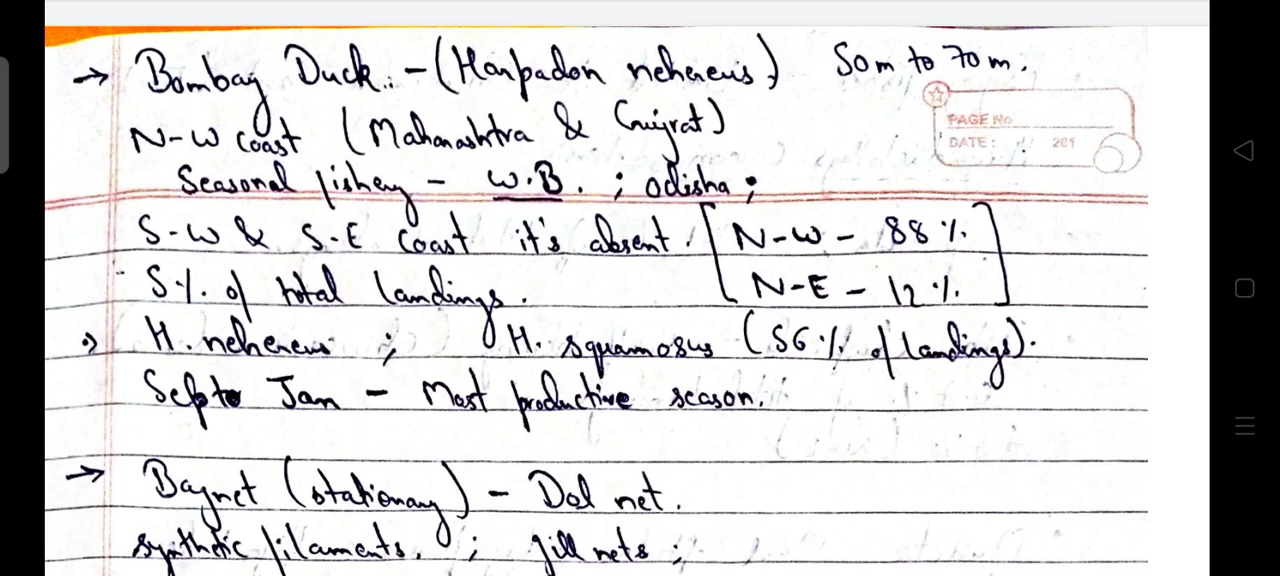 → Bombay Duck :- (Harpadon nehereus) 50m to 70m.
PAGE No
DATE: / / 201
N-W coast (Maharashtra & Gujrat)
Seasonal fishery - W.B. ; Odisha ;
S-W & S-E coast it's absent. [N-W - 88 %.
5%. of total landings. N-E - 12 %.]
→ H. nehereus ; H. squamosus (56 % of landings).
Septo Jan - Most productive season.
→ Bagnet (stationary) - Dol net.
synthetic filaments. ; gill nets ;